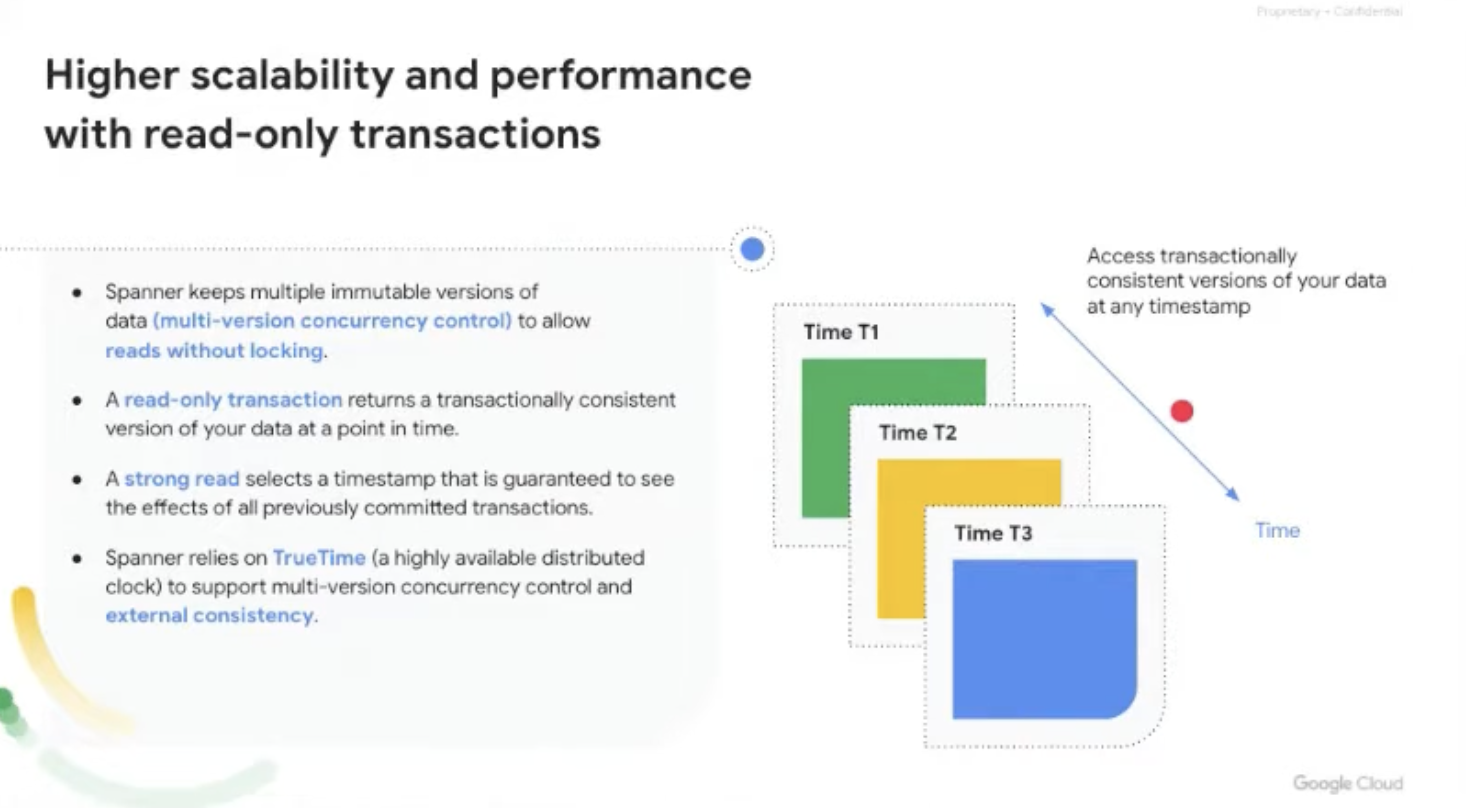 Proprietary + Confidential
Higher scalability and performance
with read-only transactions
● Spanner keeps multiple immutable versions of
data (multi-version concurrency control) to allow
reads without locking.
● A read-only transaction returns a transactionally consistent
version of your data at a point in time.
● A strong read selects a timestamp that is guaranteed to see
the effects of all previously committed transactions.
● Spanner relies on TrueTime (a highly available distributed
clock) to support multi-version concurrency control and
external consistency.
Access transactionally
consistent versions of your data
at any timestamp
Time T1
Time T2
Time T3
Time
Google Cloud